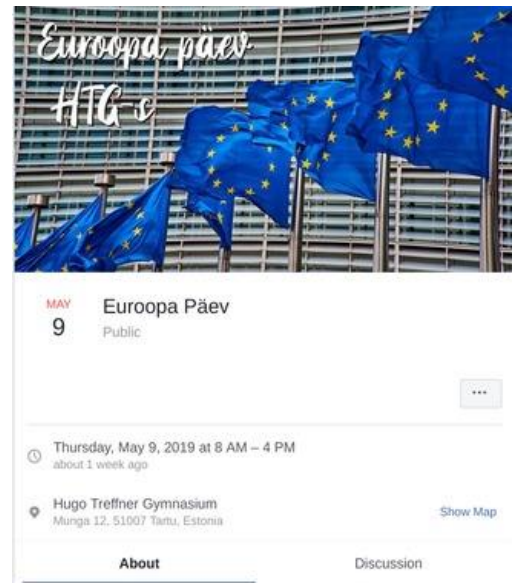 Euroopa päev
HTG-s
MAY
9
Euroopa Päev
Public
...
Thursday, May 9, 2019 at 8 AM – 4 PM
about 1 week ago
Hugo Treffner Gymnasium
Munga 12, 51007 Tartu, Estonia
Show Map
About
Discussion